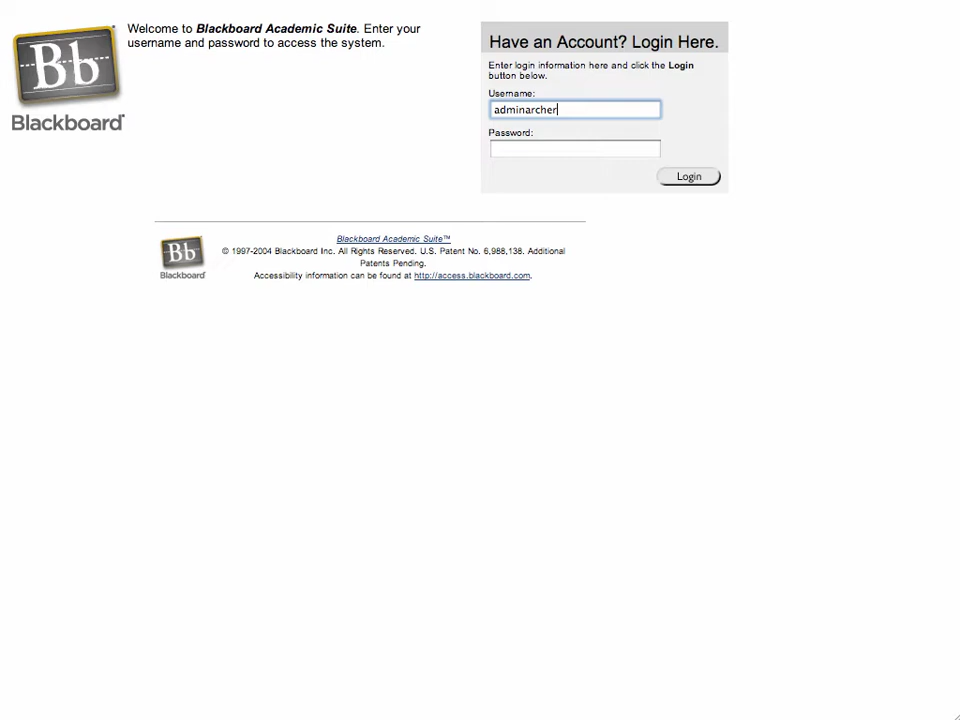 Bb
Blackboard
Welcome to Blackboard Academic Suite. Enter your
username and password to access the system.
Have an Account? Login Here.
Enter login information here and click the Login
button below.
Username:
adminarcher
Password:
Login
Bb
Blackboard
Blackboard Academic Suite™
© 1997-2004 Blackboard Inc. All Rights Reserved. U.S. Patent No. 6,988,138. Additional
Patents Pending.
Accessibility information can be found at http://access.blackboard.com.